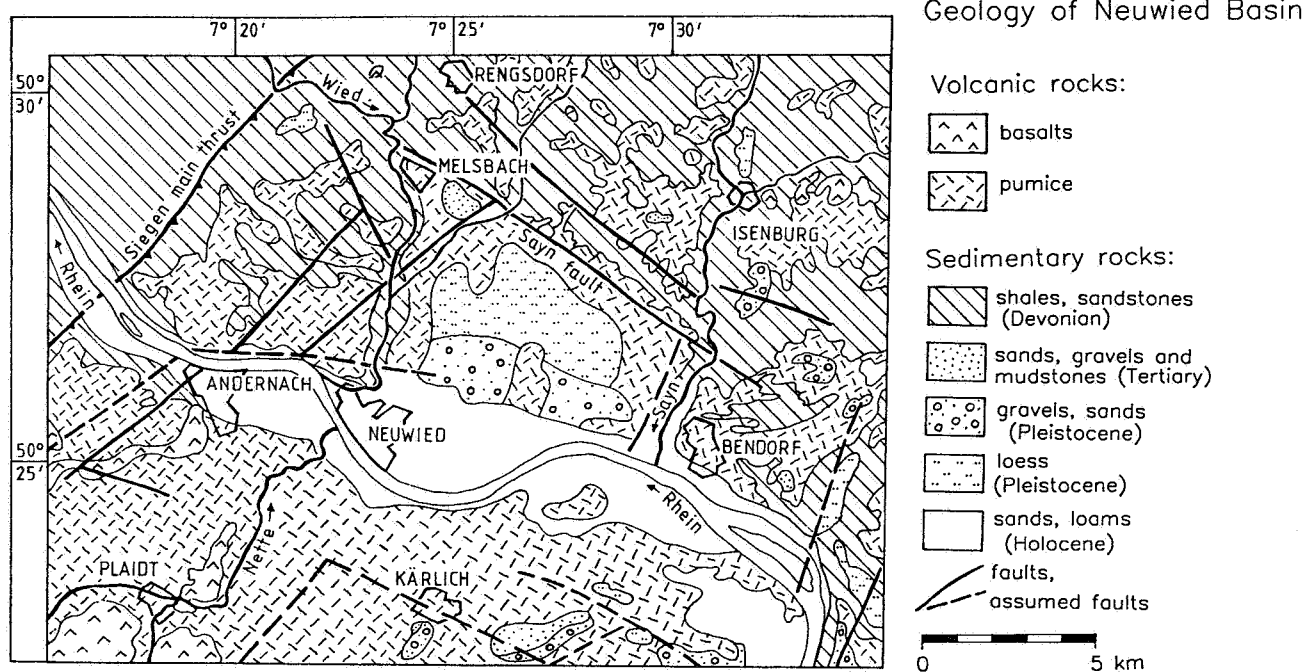 Geology of Neuwied Basin
7° 20'
7° 25'
7° 30'
50°
30'
50°
25'
Wied
RENGSDORF
Siegen main thrust
MELSBACH
ISENBURG
Sayn fault
Rhein
ANDERNACH
Sayn
NEUWIED
BENDORF
Rhein
Nette
PLAIDT
KÄRLICH
Volcanic rocks:
basalts
pumice
Sedimentary rocks:
shales, sandstones
(Devonian)
sands, gravels and
mudstones (Tertiary)
gravels, sands
(Pleistocene)
loess
(Pleistocene)
sands, loams
(Holocene)
faults,
assumed faults
0 5 km